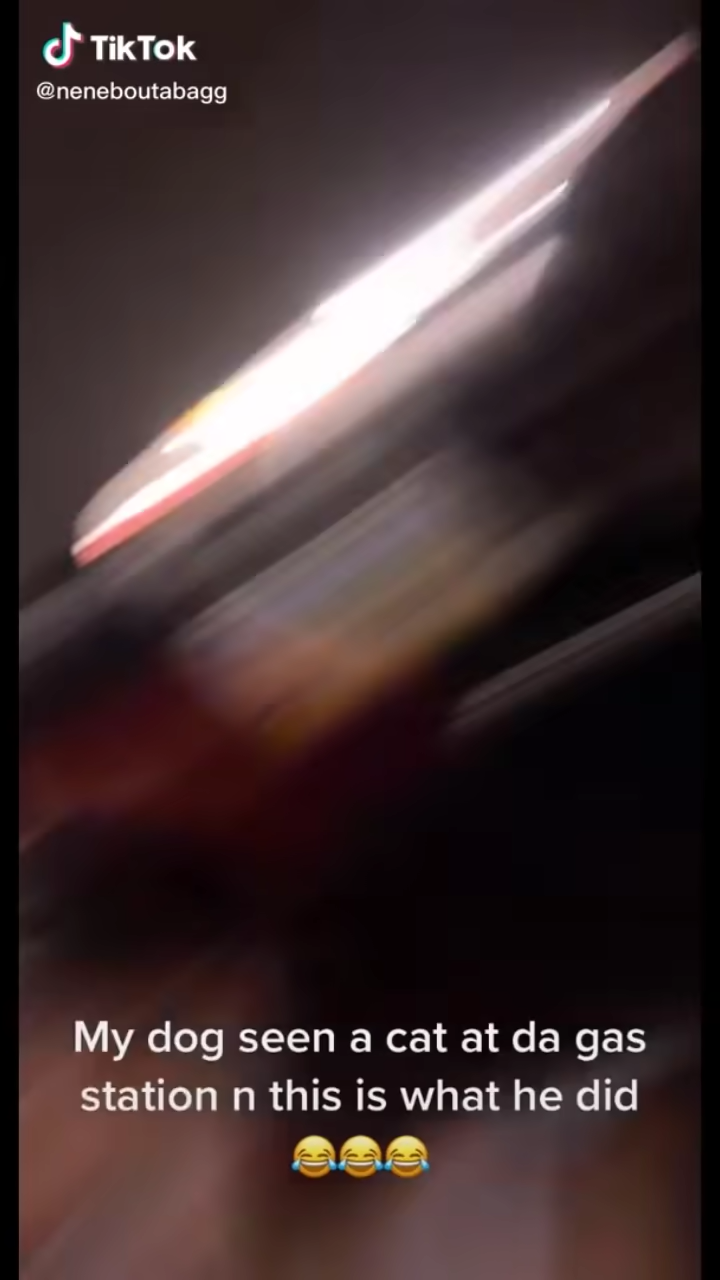 TikTok
@neneboutabagg
My dog seen a cat at da gas
station n this is what he did
😂😂😂